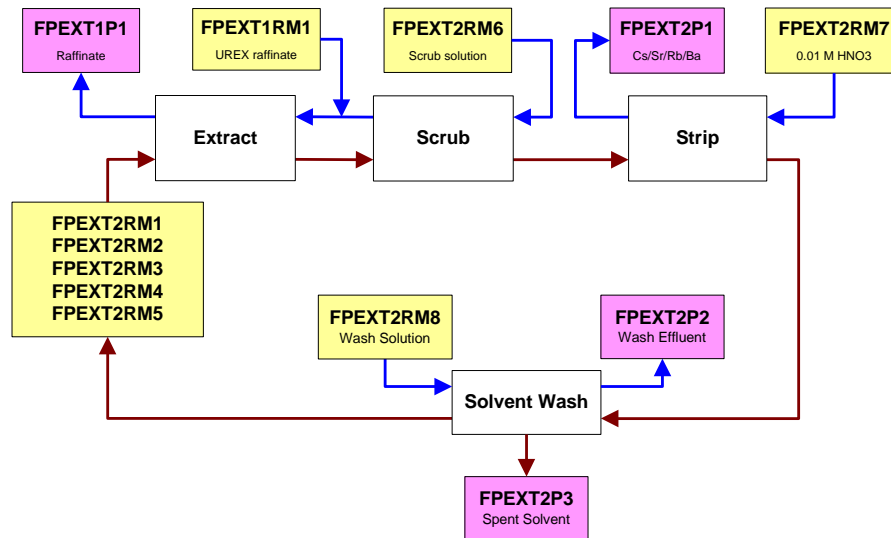 FPEXT1P1
Raffinate
FPEXT1RM1
UREX raffinate
FPEXT2RM6
Scrub solution
FPEXT2P1
Cs/Sr/Rb/Ba
FPEXT2RM7
0.01 M HNO3
Extract
Scrub
Strip
FPEXT2RM1
FPEXT2RM2
FPEXT2RM3
FPEXT2RM4
FPEXT2RM5
FPEXT2RM8
Wash Solution
FPEXT2P2
Wash Effluent
Solvent Wash
FPEXT2P3
Spent Solvent